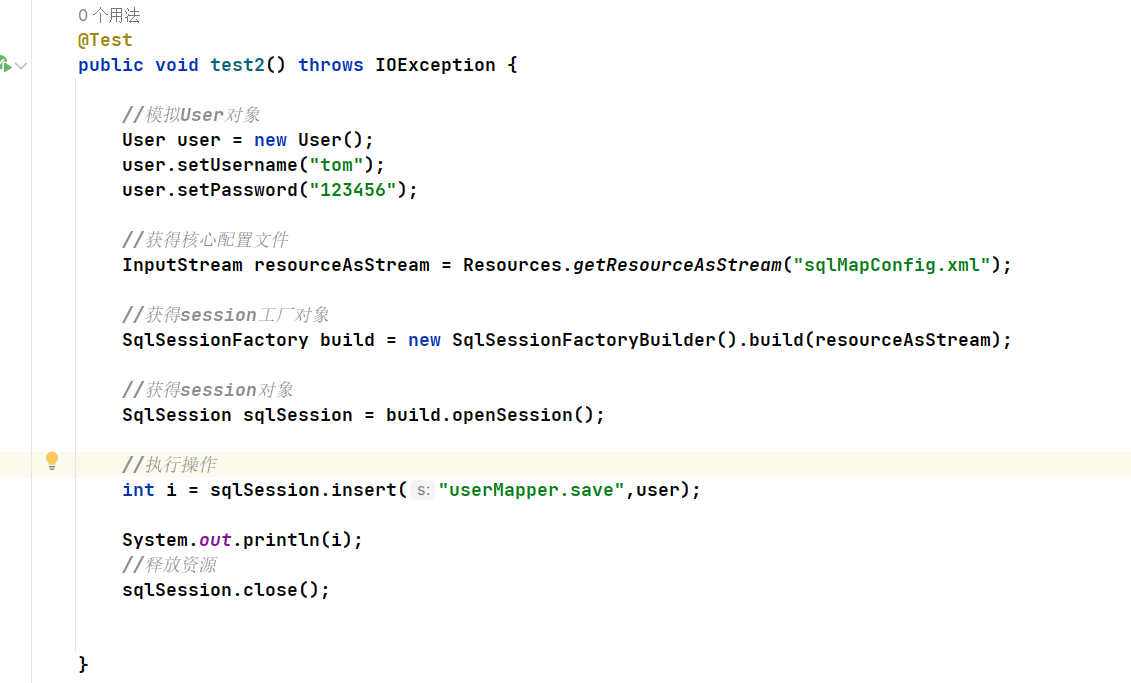 0 个用法
@Test
public void test2() throws IOException {
//模拟User对象
User user = new User();
user.setUsername("tom");
user.setPassword("123456");
//获得核心配置文件
InputStream resourceAsStream = Resources.getResourceAsStream("sqlMapConfig.xml");
//获得session工厂对象
SqlSessionFactory build = new SqlSessionFactoryBuilder().build(resourceAsStream);
//获得session对象
SqlSession sqlSession = build.openSession();
//执行操作
int i = sqlSession.insert( s: "userMapper.save",user);
System.out.println(i);
//释放资源
sqlSession.close();
}